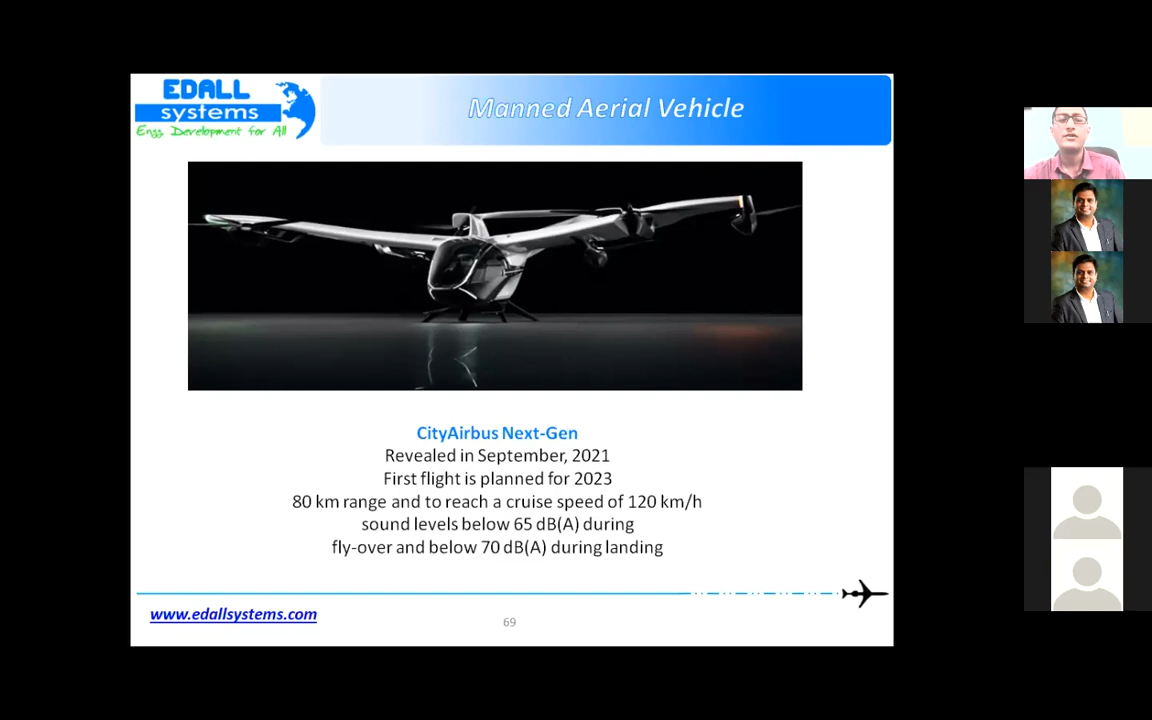 EDALL
systems
Engg Development for All
Manned Aerial Vehicle
CityAirbus Next-Gen
Revealed in September, 2021
First flight is planned for 2023
80 km range and to reach a cruise speed of 120 km/h
sound levels below 65 dB(A) during
fly-over and below 70 dB(A) during landing
www.edallsystems.com
69